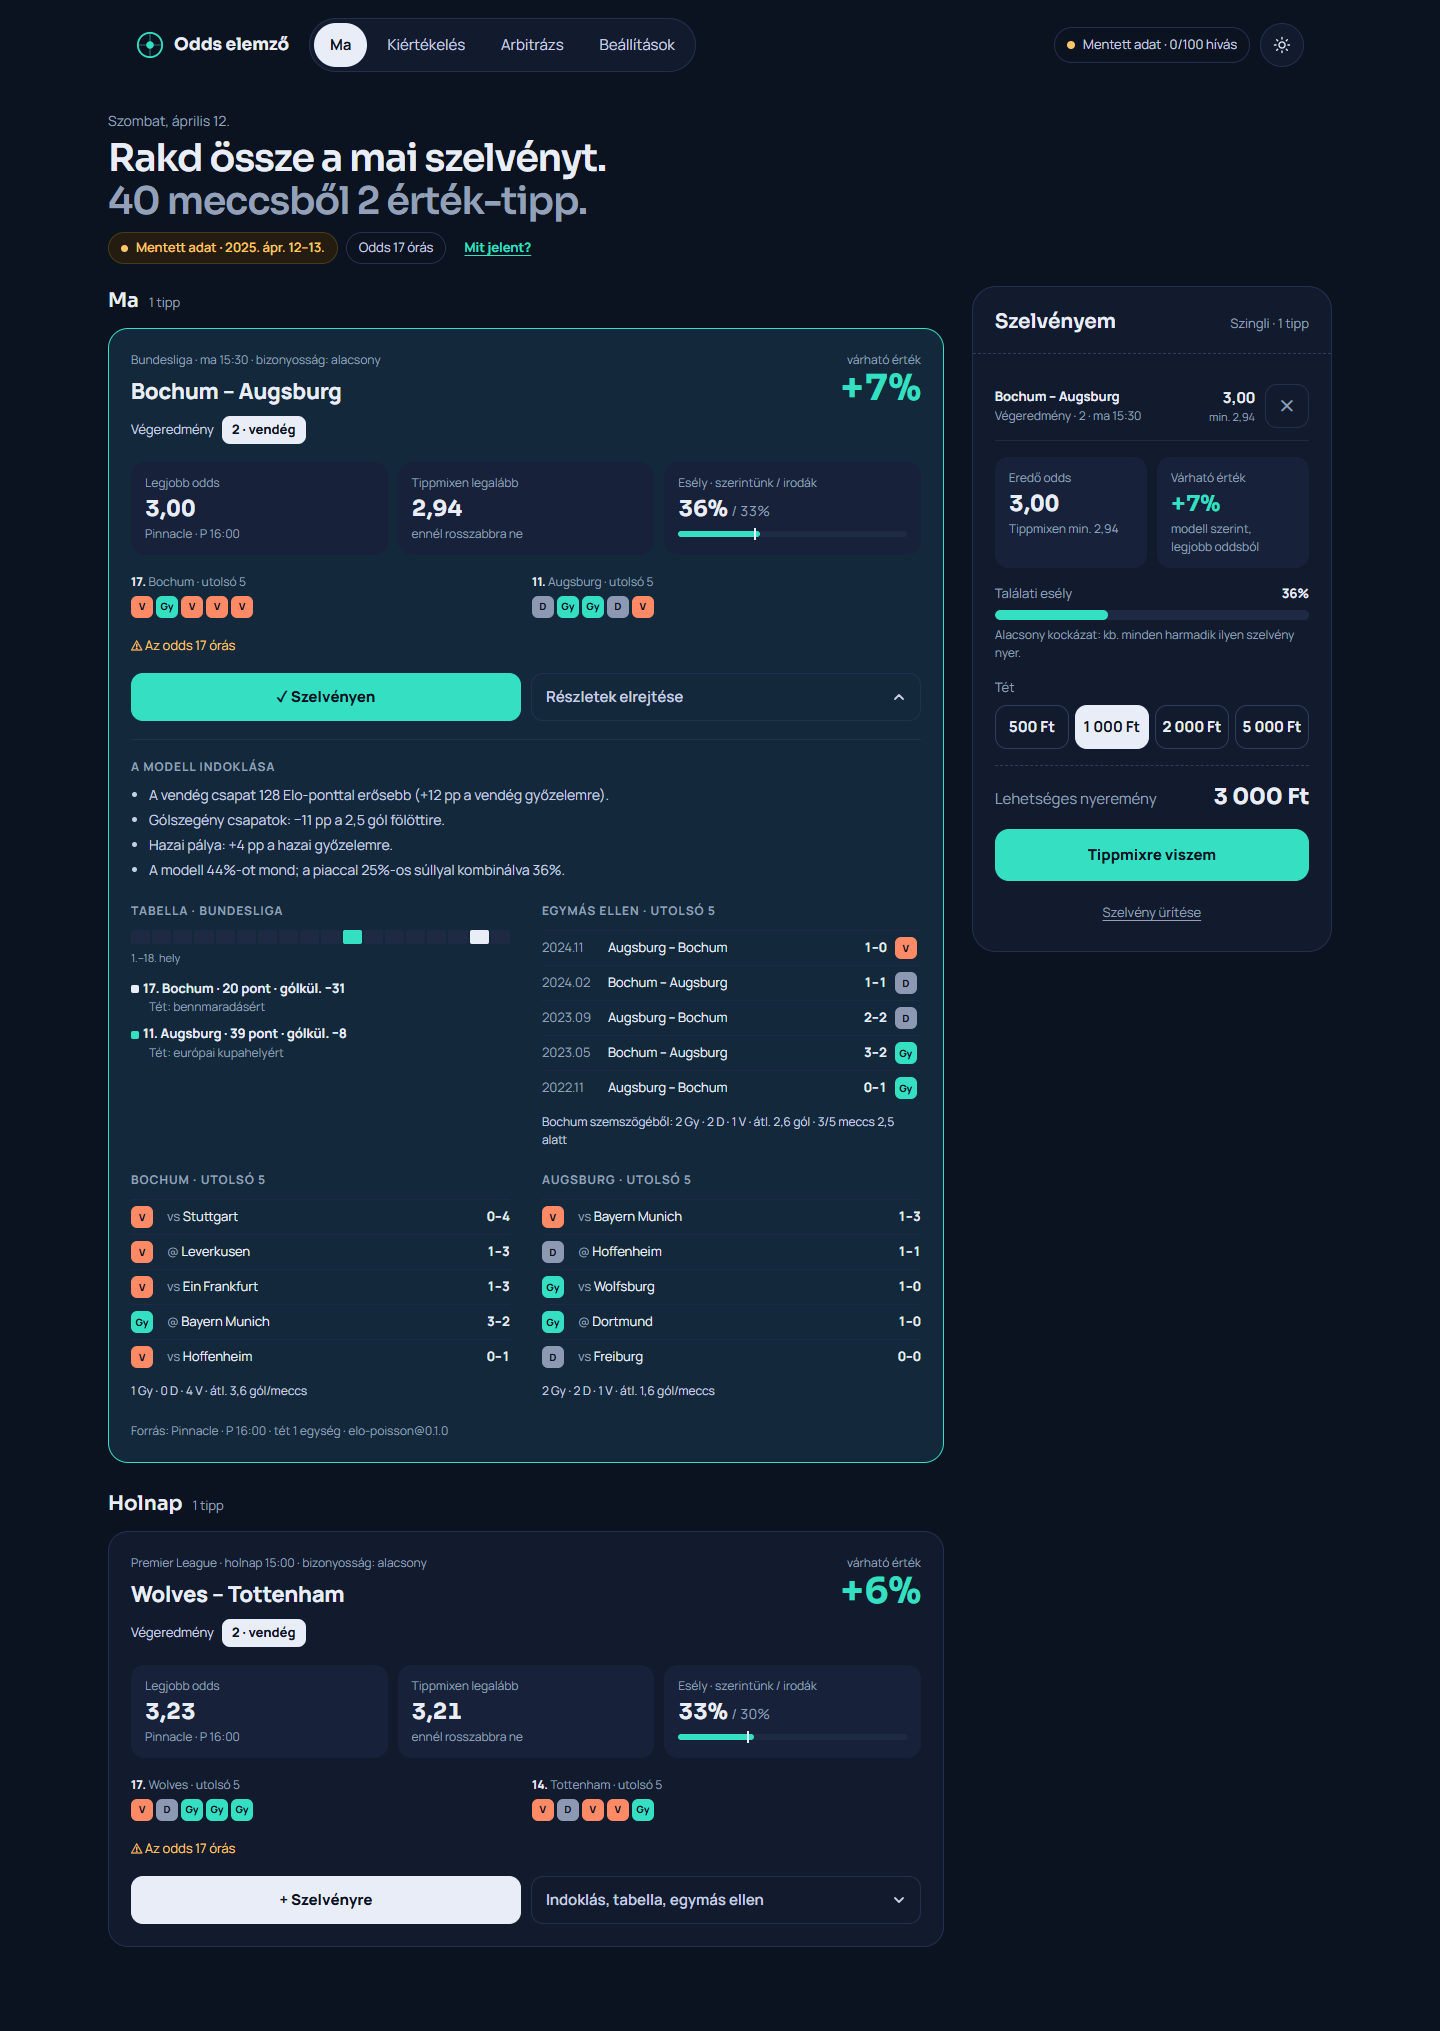 Odds elemző
Ma
Kiértékelés
Arbitrázs
Beállítások
Mentett adat · 0/100 hívás
Szombat, április 12.
Rakd össze a mai szelvényt.
40 meccsből 2 érték-tipp.
Mentett adat · 2025. ápr. 12–13.
Odds 17 órás
Mit jelent?
Ma 1 tipp
Bundesliga · ma 15:30 · bizonyosság: alacsony
várható érték
Bochum – Augsburg
+7%
Végeredmény 2 · vendég
Legjobb odds
3,00
Pinnacle · P 16:00
Tippmixen legalább
2,94
ennél rosszabbra ne
Esély · szerintünk / irodák
36% / 33%
17. Bochum · utolsó 5
V Gy V V V
11. Augsburg · utolsó 5
D Gy Gy D V
⚠ Az odds 17 órás
✓ Szelvényen
Részletek elrejtése
A MODELL INDOKLÁSA
• A vendég csapat 128 Elo-ponttal erősebb (+12 pp a vendég győzelemre).
• Gólszegény csapatok: −11 pp a 2,5 gól fölöttire.
• Hazai pálya: +4 pp a hazai győzelemre.
• A modell 44%-ot mond; a piaccal 25%-os súllyal kombinálva 36%.
TABELLA · BUNDESLIGA
1.–18. hely
17. Bochum · 20 pont · gólkül. −31
Tét: bennmaradásért
11. Augsburg · 39 pont · gólkül. −8
Tét: európai kupahelyért
EGYMÁS ELLEN · UTOLSÓ 5
2024.11 Augsburg – Bochum 1–0 V
2024.02 Bochum – Augsburg 1–1 D
2023.09 Augsburg – Bochum 2–2 D
2023.05 Bochum – Augsburg 3–2 Gy
2022.11 Augsburg – Bochum 0–1 Gy
Bochum szemszögéből: 2 Gy · 2 D · 1 V · átl. 2,6 gól · 3/5 meccs 2,5
alatt
BOCHUM · UTOLSÓ 5
V vs Stuttgart 0–4
V @ Leverkusen 1–3
V vs Ein Frankfurt 1–3
Gy @ Bayern Munich 3–2
V vs Hoffenheim 0–1
1 Gy · 0 D · 4 V · átl. 3,6 gól/meccs
AUGSBURG · UTOLSÓ 5
V vs Bayern Munich 1–3
D @ Hoffenheim 1–1
Gy vs Wolfsburg 1–0
Gy @ Dortmund 1–0
D vs Freiburg 0–0
2 Gy · 2 D · 1 V · átl. 1,6 gól/meccs
Forrás: Pinnacle · P 16:00 · tét 1 egység · elo-poisson@0.1.0
Holnap 1 tipp
Premier League · holnap 15:00 · bizonyosság: alacsony
várható érték
Wolves – Tottenham
+6%
Végeredmény 2 · vendég
Legjobb odds
3,23
Pinnacle · P 16:00
Tippmixen legalább
3,21
ennél rosszabbra ne
Esély · szerintünk / irodák
33% / 30%
17. Wolves · utolsó 5
V D Gy Gy Gy
14. Tottenham · utolsó 5
V D V V Gy
⚠ Az odds 17 órás
+ Szelvényre
Indoklás, tabella, egymás ellen
Szelvényem
Szingli · 1 tipp
Bochum – Augsburg
Végeredmény · 2 · ma 15:30
3,00
min. 2,94
Eredő odds
3,00
Tippmixen min. 2,94
Várható érték
+7%
modell szerint,
legjobb oddsból
Találati esély 36%
Alacsony kockázat: kb. minden harmadik ilyen szelvény
nyer.
Tét
500 Ft
1 000 Ft
2 000 Ft
5 000 Ft
Lehetséges nyeremény 3 000 Ft
Tippmixre viszem
Szelvény ürítése